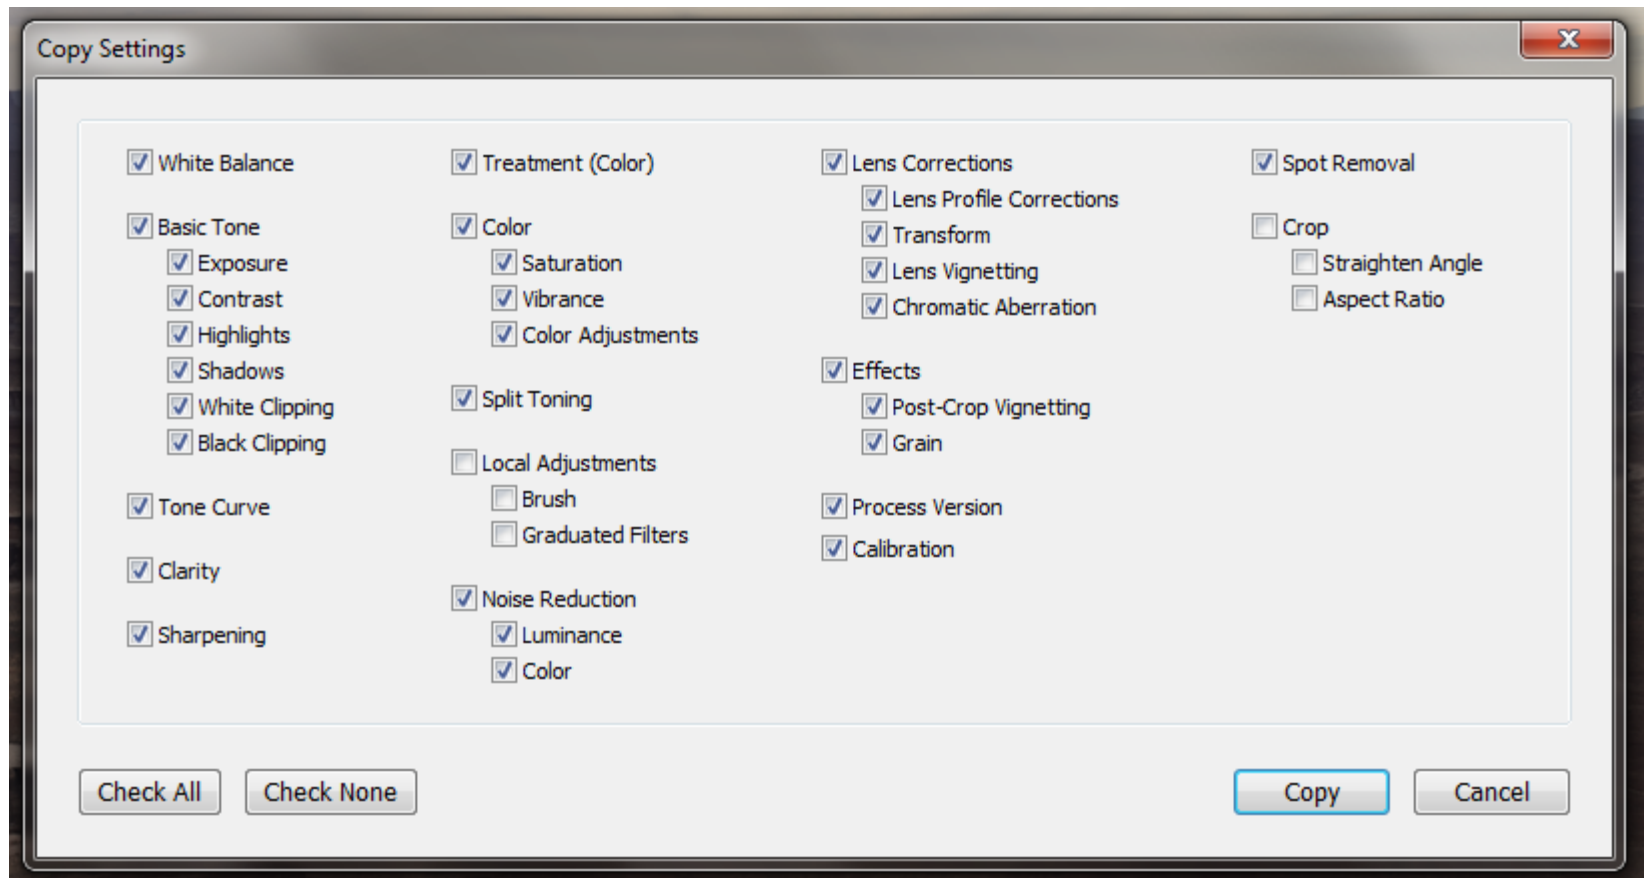 Copy Settings
White Balance
Basic Tone
Exposure
Contrast
Highlights
Shadows
White Clipping
Black Clipping
Tone Curve
Clarity
Sharpening
Treatment (Color)
Color
Saturation
Vibrance
Color Adjustments
Split Toning
Local Adjustments
Brush
Graduated Filters
Noise Reduction
Luminance
Color
Lens Corrections
Lens Profile Corrections
Transform
Lens Vignetting
Chromatic Aberration
Effects
Post-Crop Vignetting
Grain
Process Version
Calibration
Spot Removal
Crop
Straighten Angle
Aspect Ratio
Check All
Check None
Copy
Cancel